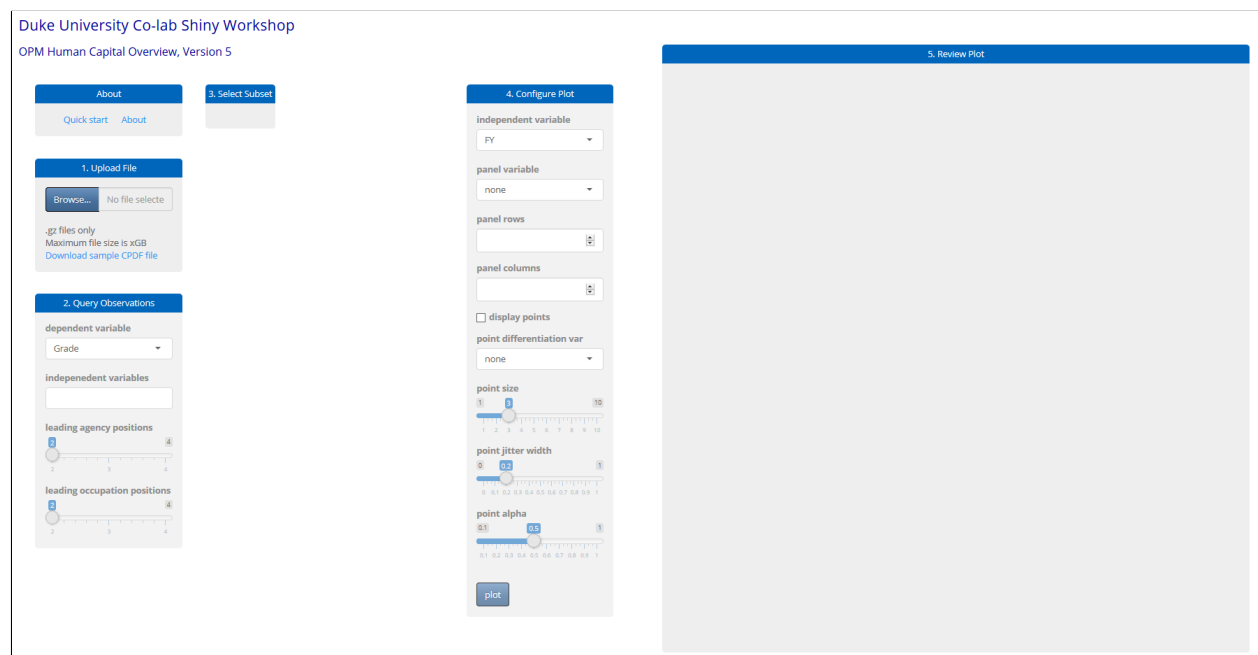 Duke University Co-lab Shiny Workshop
OPM Human Capital Overview, Version 5
About
Quick start About
1. Upload File
Browse... No file selecte
.gz files only
Maximum file size is xGB
Download sample CPDF file
2. Query Observations
dependent variable
Grade
indepenedent variables
leading agency positions
2 4
2 3 4
leading occupation positions
2 4
2 3 4
3. Select Subset
4. Configure Plot
independent variable
FY
panel variable
none
panel rows
panel columns
display points
point differentiation var
none
point size
1 3 10
1 2 3 4 5 6 7 8 9 10
point jitter width
0 0.2 1
0 0.1 0.2 0.3 0.4 0.5 0.6 0.7 0.8 0.9 1
point alpha
0.1 0.5 1
0.1 0.2 0.3 0.4 0.5 0.6 0.7 0.8 0.9 1
plot
5. Review Plot